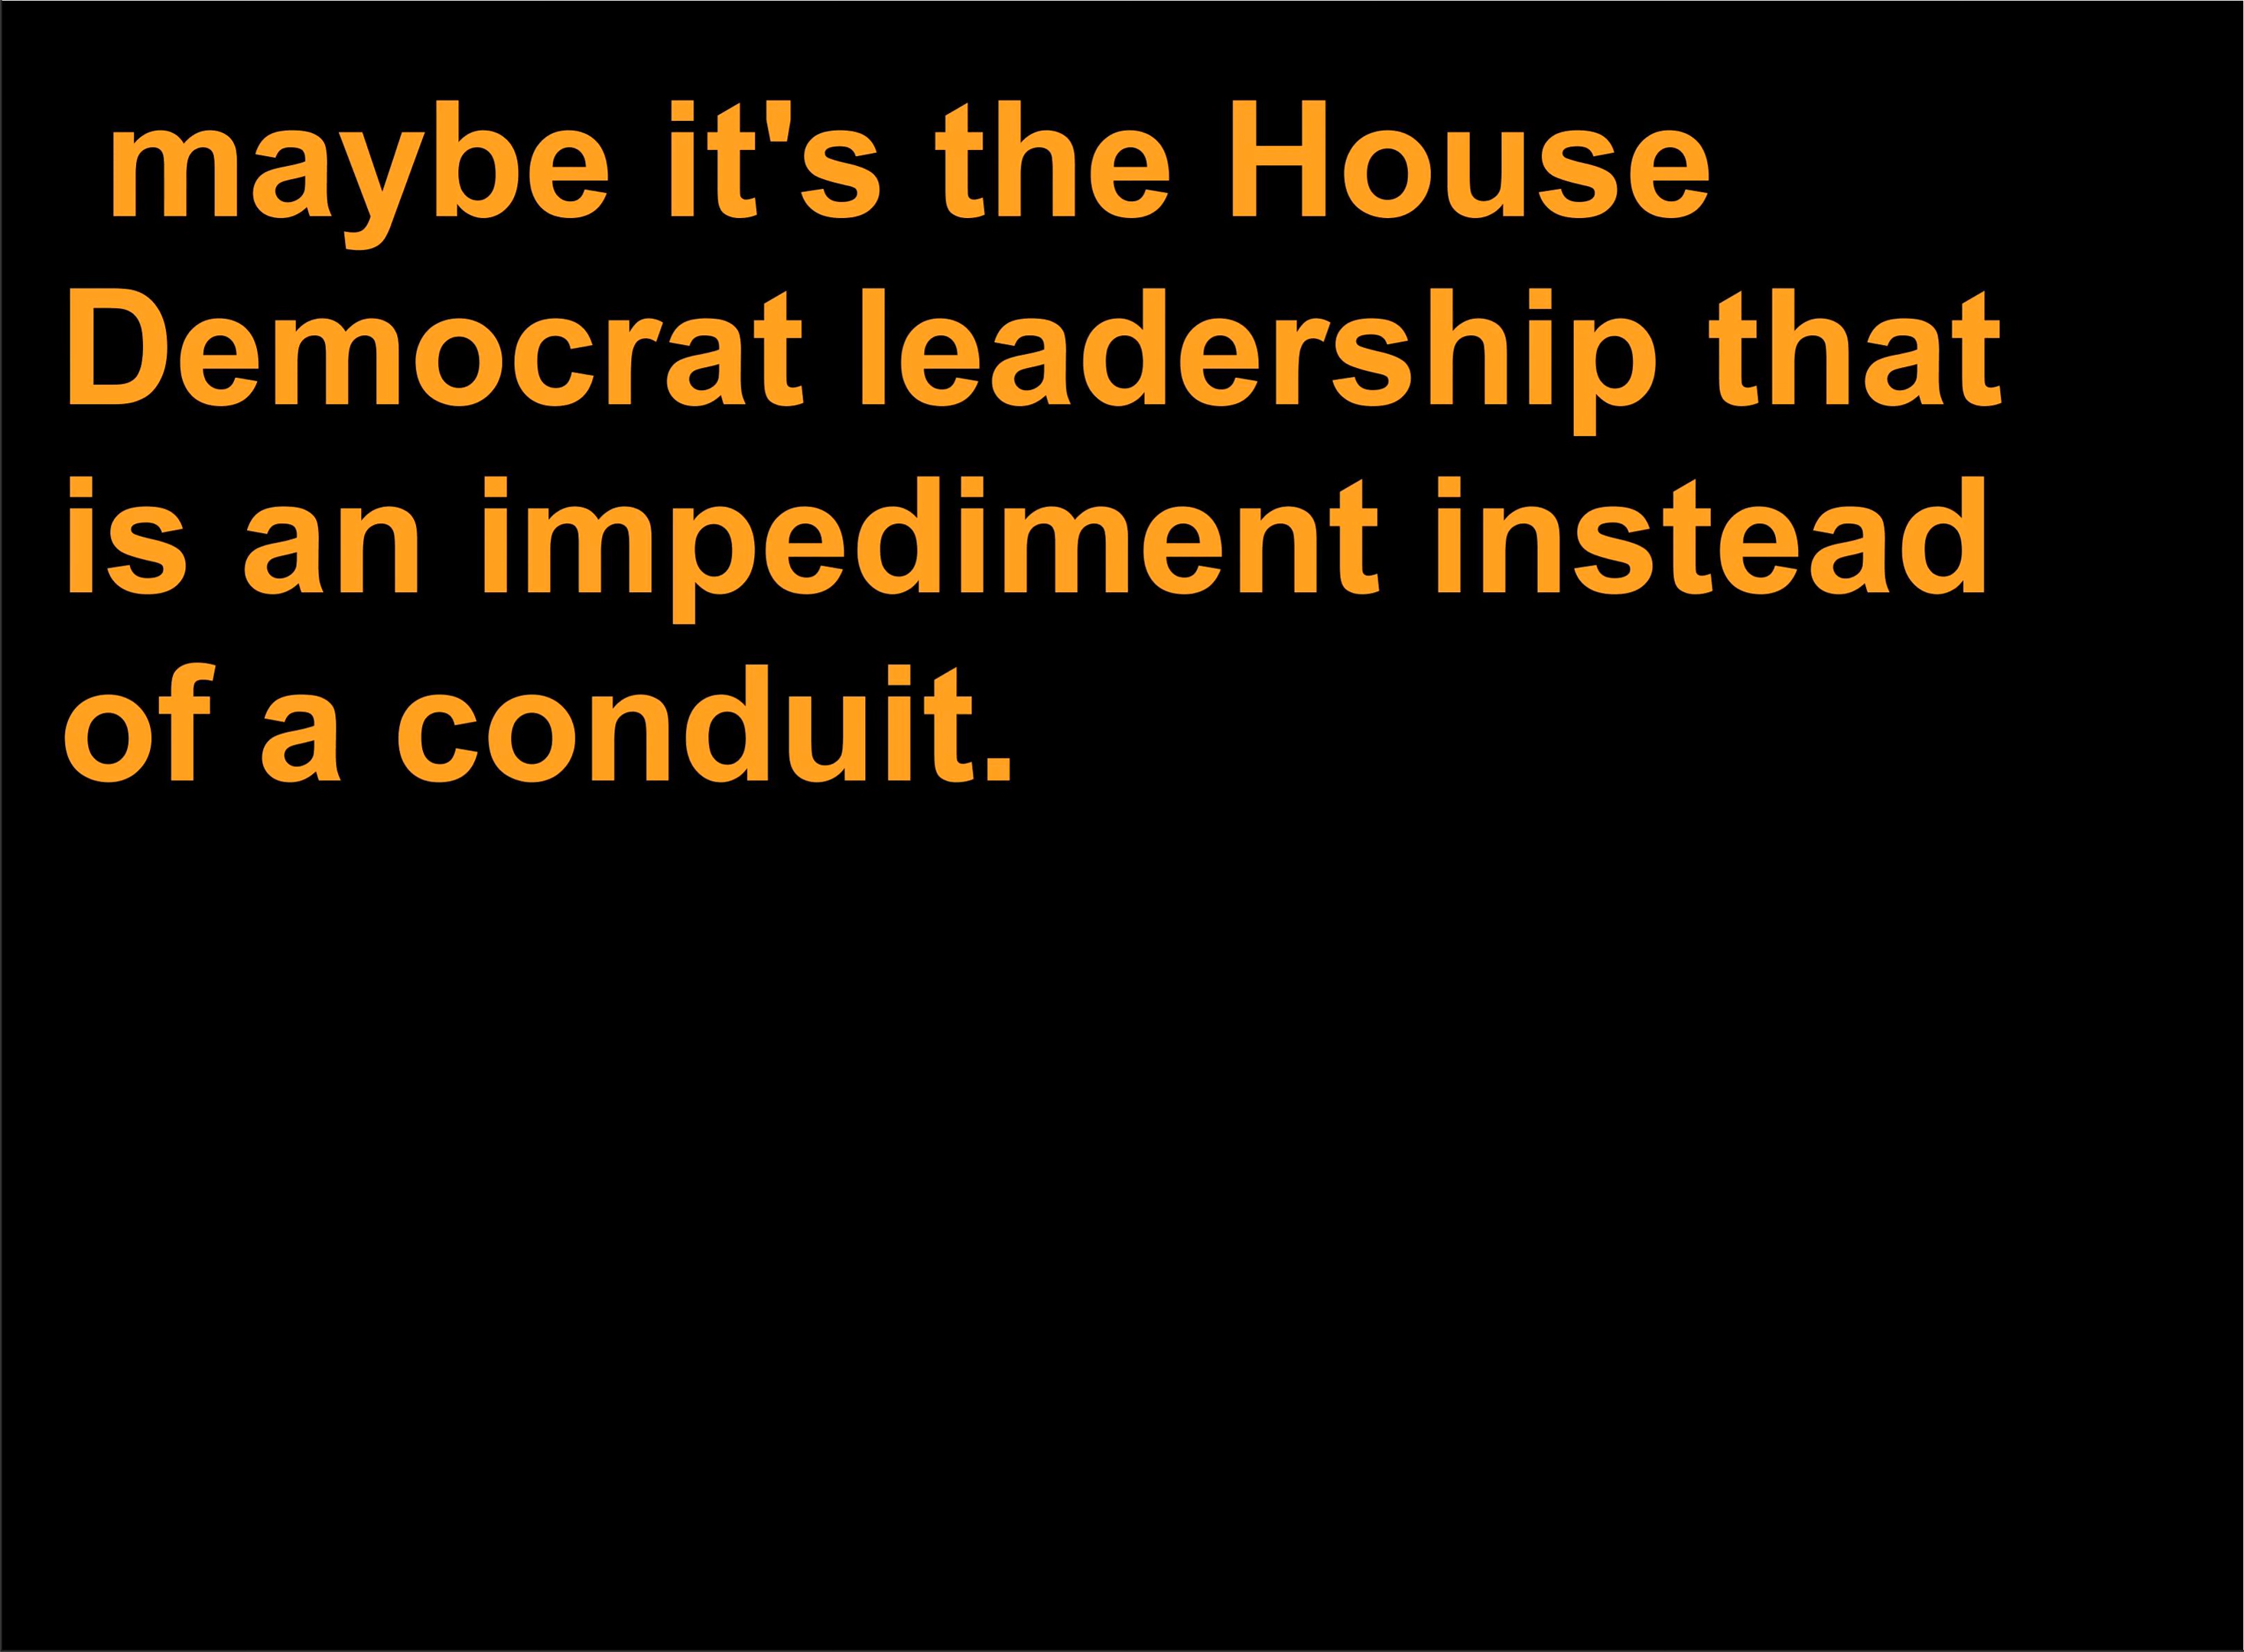 maybe it's the House
Democrat leadership that
is an impediment instead
of a conduit.